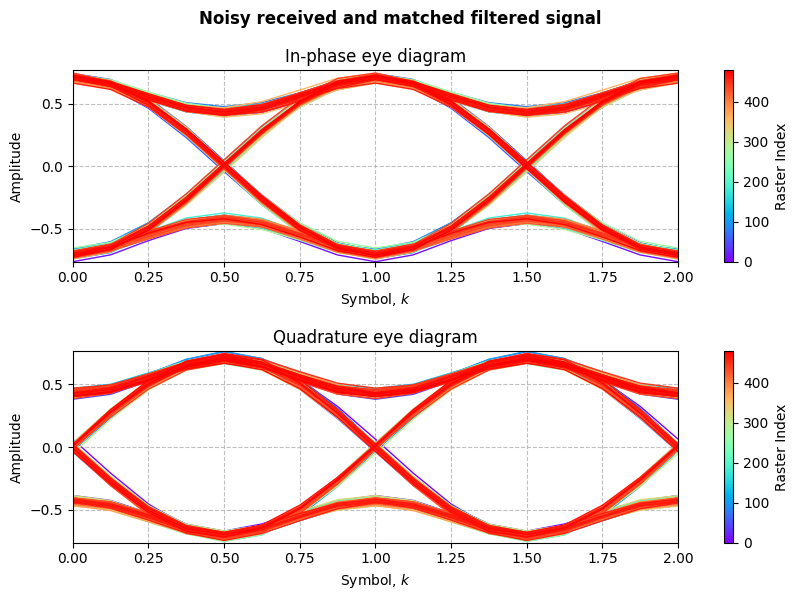 Noisy received and matched filtered signal
In-phase eye diagram
Amplitude
0.5
0.0
−0.5
0.00 0.25 0.50 0.75 1.00 1.25 1.50 1.75 2.00
Symbol, k
400
300
200
100
0
Raster Index
Quadrature eye diagram
Amplitude
0.5
0.0
−0.5
0.00 0.25 0.50 0.75 1.00 1.25 1.50 1.75 2.00
Symbol, k
400
300
200
100
0
Raster Index